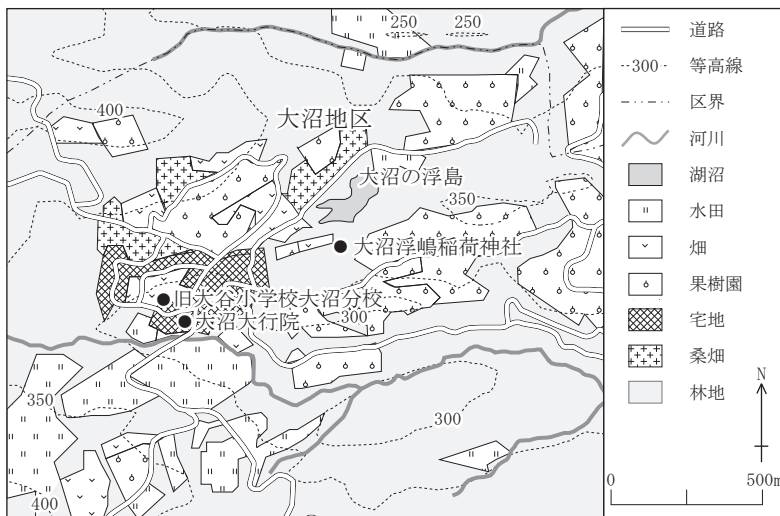 250
250
400
大沼地区
大沼の浮島
350
大沼浮嶋稲荷神社
旧大谷小学校大沼分校
300
大沼大行院
350
300
400
道路
300
等高線
区界
河川
湖沼
水田
畑
果樹園
宅地
桑畑
林地
N
0
500m